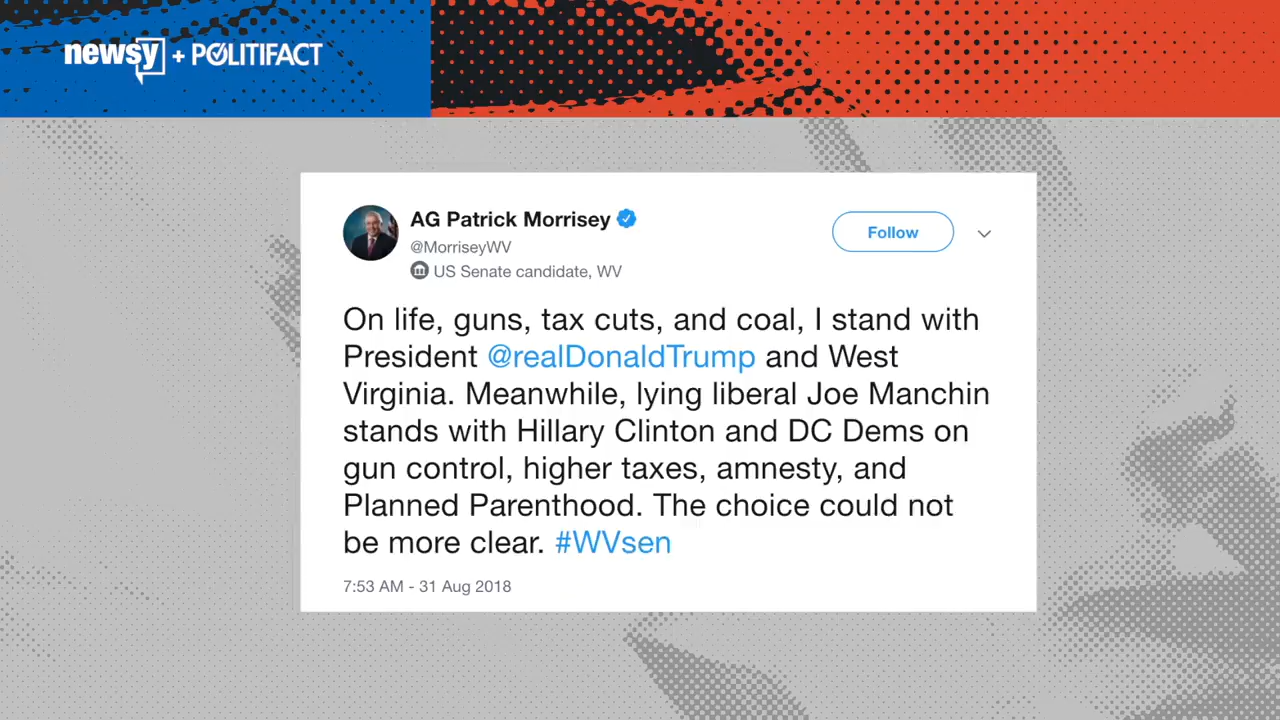 newsy + POLITIFACT
AG Patrick Morrisey
@MorriseyWV
Follow
US Senate candidate, WV
On life, guns, tax cuts, and coal, I stand with
President @realDonaldTrump and West
Virginia. Meanwhile, lying liberal Joe Manchin
stands with Hillary Clinton and DC Dems on
gun control, higher taxes, amnesty, and
Planned Parenthood. The choice could not
be more clear. #WVsen
7:53 AM - 31 Aug 2018